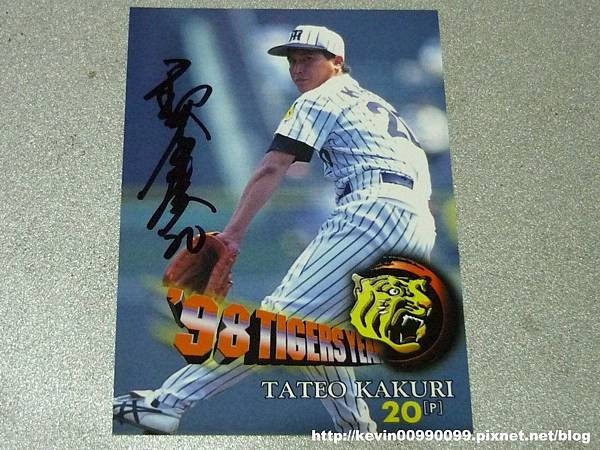 '98 TIGERS YEAR
TATEO KAKURI
20 [P]
http://kevin00990099.pixnet.net/blog